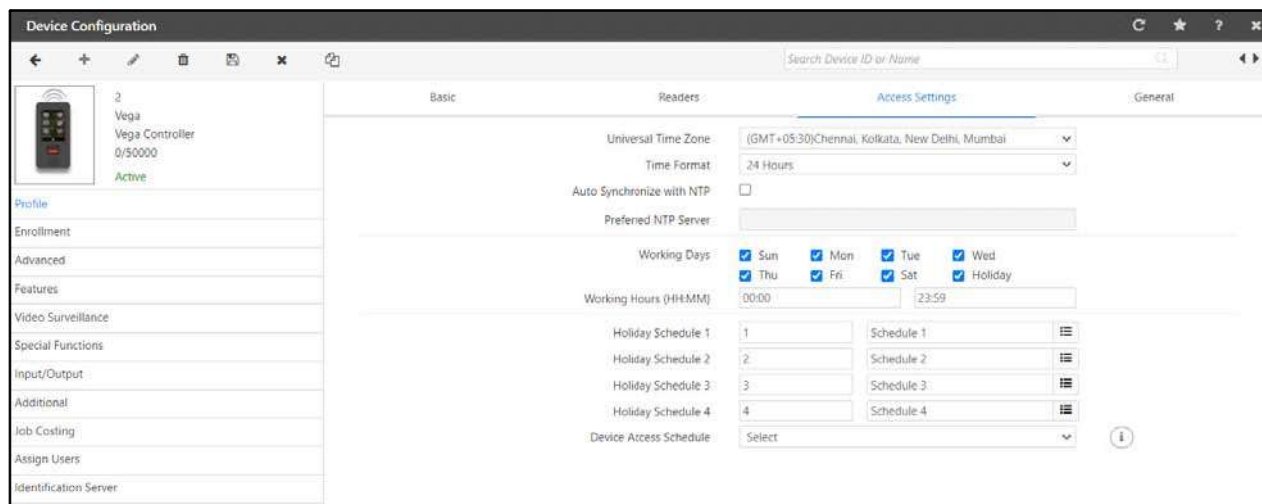 Device Configuration
Search Device ID or Name
2
Vega
Vega Controller
0/50000
Active
Profile
Enrollment
Advanced
Features
Video Surveillance
Special Functions
Input/Output
Additional
Job Costing
Assign Users
Identification Server
Basic Readers Access Settings General
Universal Time Zone (GMT+05:30)Chennai, Kolkata, New Delhi, Mumbai
Time Format 24 Hours
Auto Synchronize with NTP
Preferred NTP Server
Working Days Sun Mon Tue Wed
Thu Fri Sat Holiday
Working Hours (HH:MM) 00:00 23:59
Holiday Schedule 1 1 Schedule 1
Holiday Schedule 2 2 Schedule 2
Holiday Schedule 3 3 Schedule 3
Holiday Schedule 4 4 Schedule 4
Device Access Schedule Select